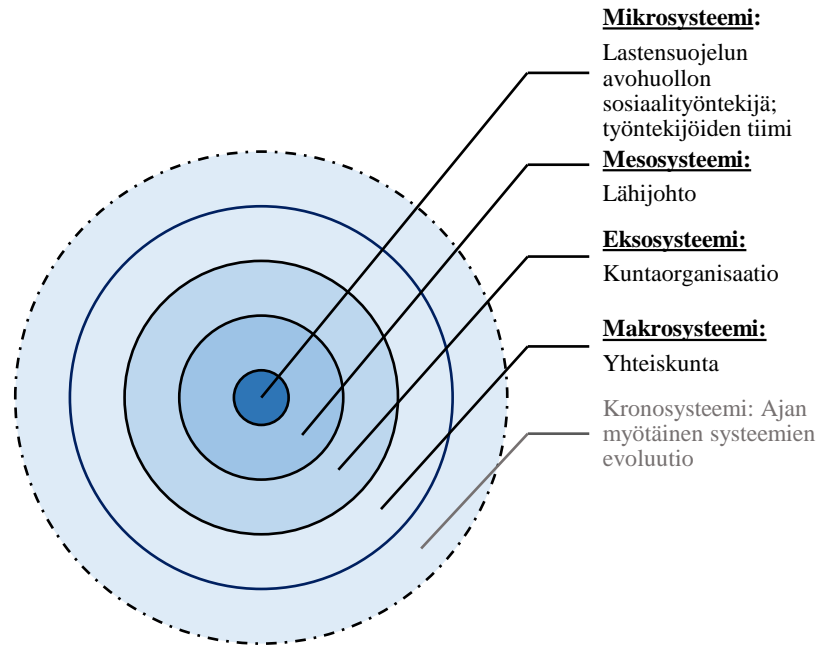 Mikrosysteemi:
Lastensuojelun
avohuollon
sosiaalityöntekijä;
työntekijöiden tiimi
Mesosysteemi:
Lähijohto
Eksosysteemi:
Kuntaorganisaatio
Makrosysteemi:
Yhteiskunta
Kronosysteemi: Ajan
myötäinen systeemien
evoluutio